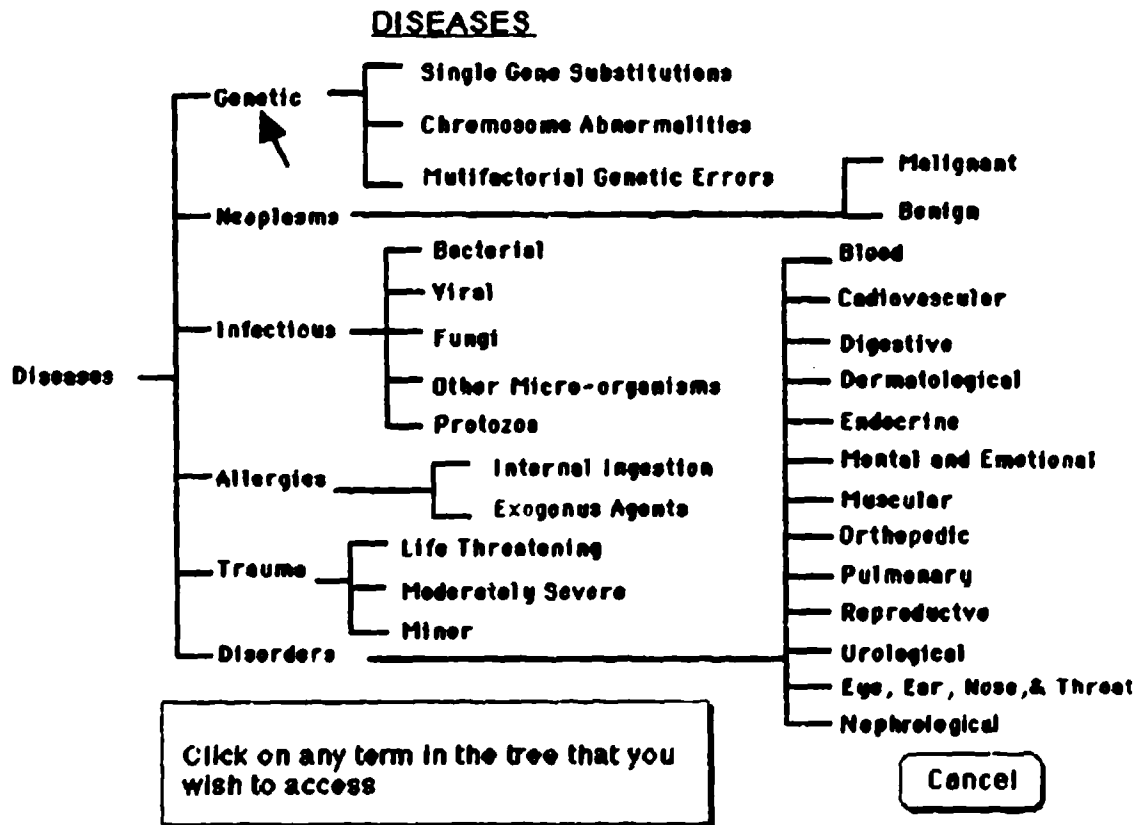 DISEASES
Genetic
Single Gene Substitutions
Chromosome Abnormalities
Mutifactorial Genetic Errors
Neoplasms
Malignant
Benign
Infectious
Bacterial
Viral
Fungi
Other Micro-organisms
Protozoa
Diseases
Allergies
Internal Ingestion
Exogenus Agents
Trauma
Life Threatening
Moderately Severe
Minor
Disorders
Blood
Cadiovascular
Digestive
Dermatological
Endocrine
Mental and Emotional
Muscular
Orthopedic
Pulmonary
Reproductve
Urological
Eye, Ear, Nose,& Throat
Nephrological
Click on any term in the tree that you
wish to access
Cancel